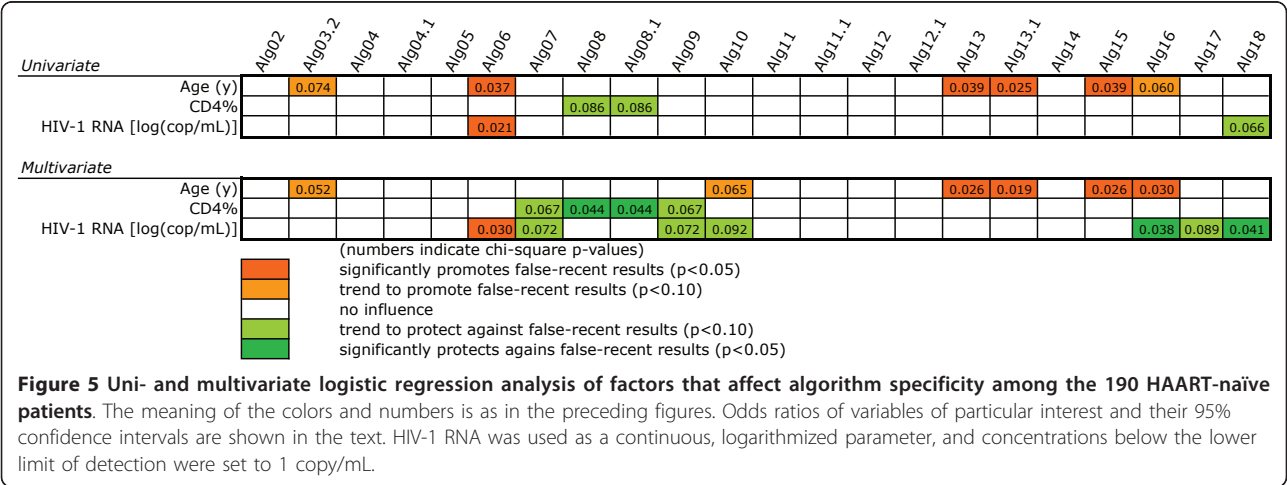 Alg02 Alg03.2 Alg04 Alg04.1 Alg05 Alg06 Alg07 Alg08 Alg08.1 Alg09 Alg10 Alg11 Alg11.1 Alg12 Alg12.1 Alg13 Alg13.1 Alg14 Alg15 Alg16 Alg17 Alg18
Univariate
Age (y) 0.074 0.037 0.039 0.025 0.039 0.060
CD4% 0.086 0.086
HIV-1 RNA [log(cop/mL)] 0.021 0.066
Multivariate
Age (y) 0.052 0.065 0.026 0.019 0.026 0.030
CD4% 0.067 0.044 0.044 0.067
HIV-1 RNA [log(cop/mL)] 0.030 0.072 0.072 0.092 0.038 0.089 0.041
(numbers indicate chi-square p-values)
significantly promotes false-recent results (p<0.05)
trend to promote false-recent results (p<0.10)
no influence
trend to protect against false-recent results (p<0.10)
significantly protects agains false-recent results (p<0.05)
Figure 5 Uni- and multivariate logistic regression analysis of factors that affect algorithm specificity among the 190 HAART-naïve
patients. The meaning of the colors and numbers is as in the preceding figures. Odds ratios of variables of particular interest and their 95%
confidence intervals are shown in the text. HIV-1 RNA was used as a continuous, logarithmized parameter, and concentrations below the lower
limit of detection were set to 1 copy/mL.